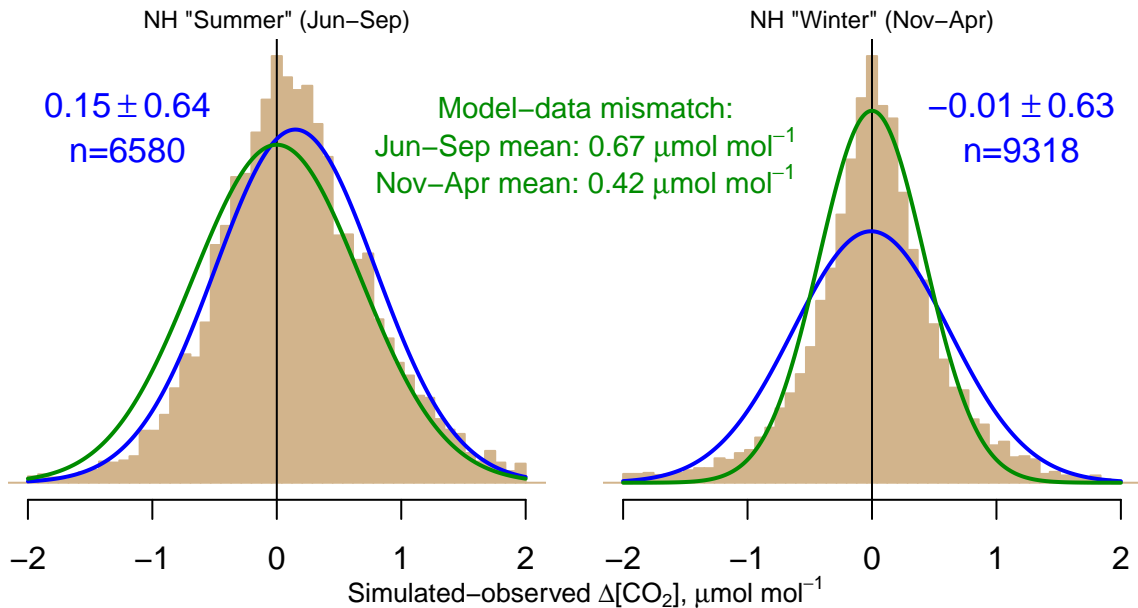 NH "Summer" (Jun−Sep)
0.15 ± 0.64
n=6580
Model−data mismatch:
Jun−Sep mean: 0.67 μmol mol⁻¹
Nov−Apr mean: 0.42 μmol mol⁻¹
NH "Winter" (Nov−Apr)
−0.01 ± 0.63
n=9318
−2 −1 0 1 2
−2 −1 0 1 2
Simulated−observed Δ[CO₂], μmol mol⁻¹